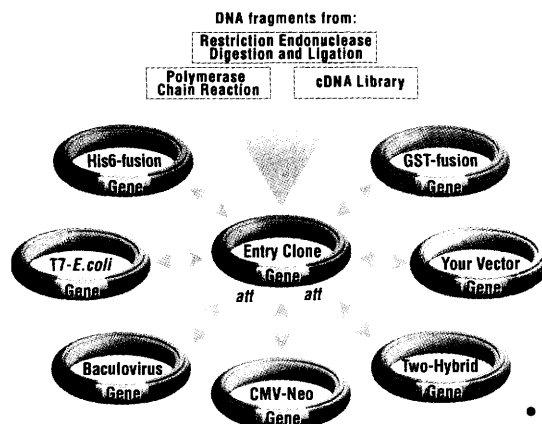 DNA fragments from:
Restriction Endonuclease
Digestion and Ligation
Polymerase
Chain Reaction
cDNA Library
His6-fusion
Gene
GST-fusion
Gene
T7-E.coli
Gene
Entry Clone
Gene
att att
Your Vector
Gene
Baculovirus
Gene
CMV-Neo
Gene
Two-Hybrid
Gene